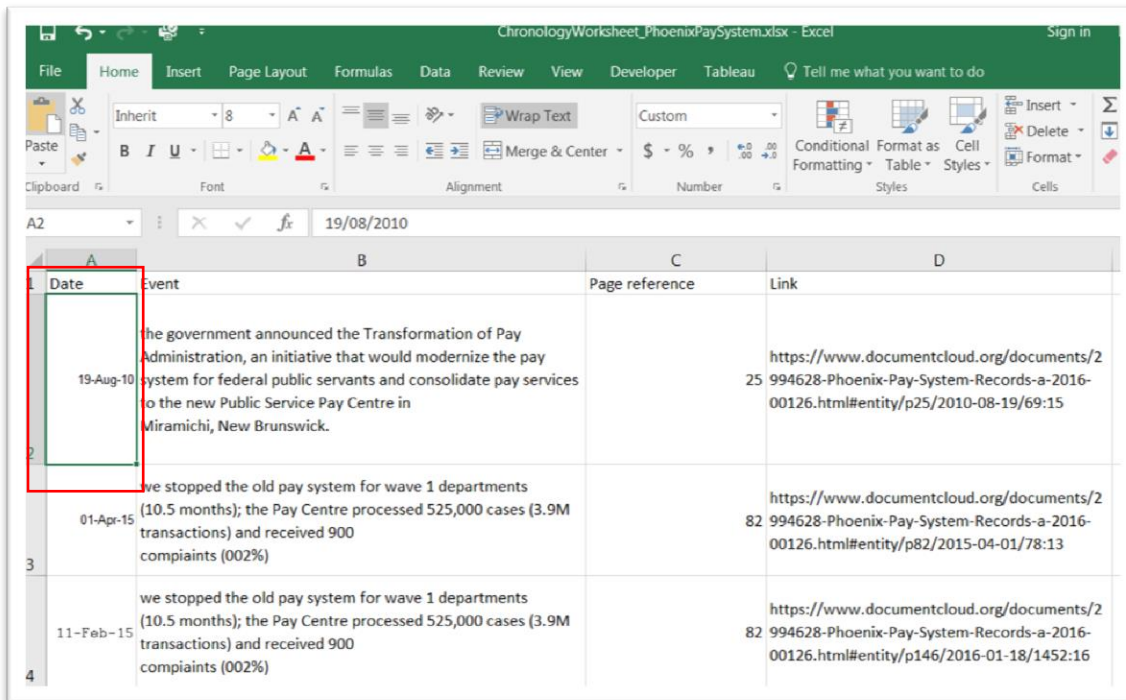 ChronologyWorksheet_PhoenixPaySystem.xlsx - Excel Sign in
File Home Insert Page Layout Formulas Data Review View Developer Tableau Tell me what you want to do
Inherit 8 A A Wrap Text Custom Insert Σ
Paste B I U A Merge & Center $ % , .0 .00 .00 .0 Conditional Formatting Format as Table Cell Styles Delete Format
Clipboard Font Alignment Number Styles Cells
A2 fx 19/08/2010
A B C D
1 Date Event Page reference Link
the government announced the Transformation of Pay
Administration, an initiative that would modernize the pay
19-Aug-10 system for federal public servants and consolidate pay services
to the new Public Service Pay Centre in
Miramichi, New Brunswick.
25
https://www.documentcloud.org/documents/2
994628-Phoenix-Pay-System-Records-a-2016-
00126.html#entity/p25/2010-08-19/69:15
2
we stopped the old pay system for wave 1 departments
01-Apr-15 (10.5 months); the Pay Centre processed 525,000 cases (3.9M
transactions) and received 900
compiaints (002%)
82
https://www.documentcloud.org/documents/2
994628-Phoenix-Pay-System-Records-a-2016-
00126.html#entity/p82/2015-04-01/78:13
3
we stopped the old pay system for wave 1 departments
(10.5 months); the Pay Centre processed 525,000 cases (3.9M
11-Feb-15 transactions) and received 900
compiaints (002%)
82
https://www.documentcloud.org/documents/2
994628-Phoenix-Pay-System-Records-a-2016-
00126.html#entity/p146/2016-01-18/1452:16
4